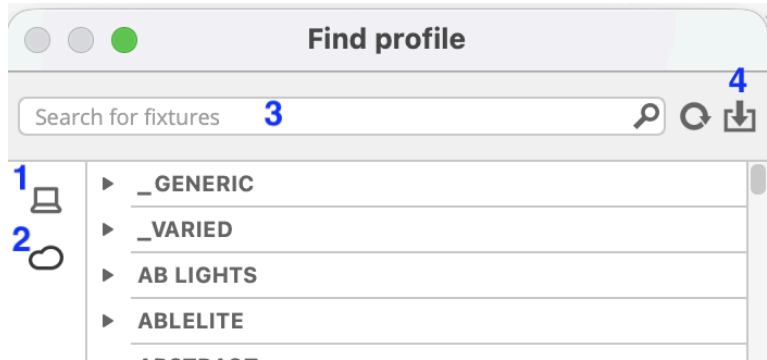 Find profile
4
Search for fixtures 3
1
_GENERIC
2
_VARIED
AB LIGHTS
ABLELITE